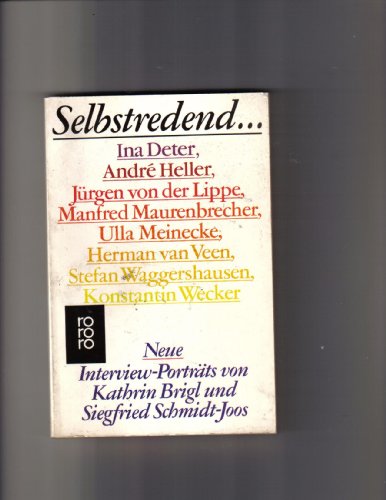 Selbstredend...
Ina Deter,
André Heller,
Jürgen von der Lippe,
Manfred Maurenbrecher,
Ulla Meinecke,
Herman van Veen,
Stefan Waggershausen,
Konstantin Wecker
ro
ro
ro
Neue
Interview-Porträts von
Kathrin Brigl und
Siegfried Schmidt-Joos